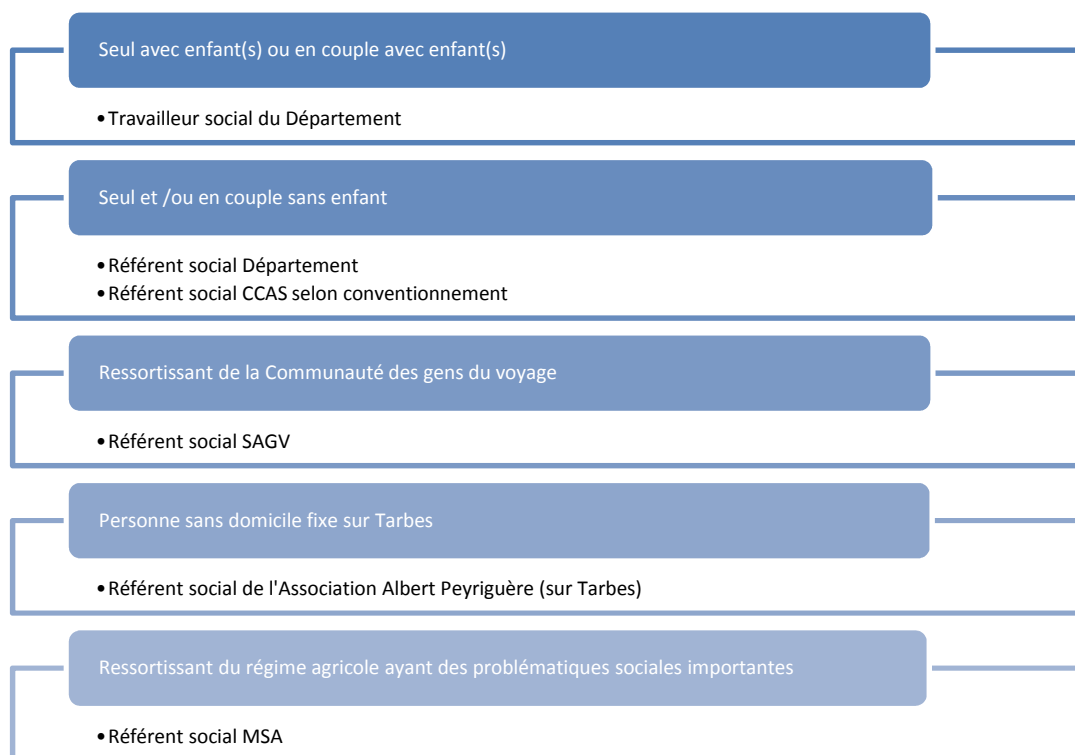 Seul avec enfant(s) ou en couple avec enfant(s)
•Travailleur social du Département
Seul et /ou en couple sans enfant
•Référent social Département
•Référent social CCAS selon conventionnement
Ressortissant de la Communauté des gens du voyage
•Référent social SAGV
Personne sans domicile fixe sur Tarbes
•Référent social de l'Association Albert Peyriguère (sur Tarbes)
Ressortissant du régime agricole ayant des problématiques sociales importantes
•Référent social MSA